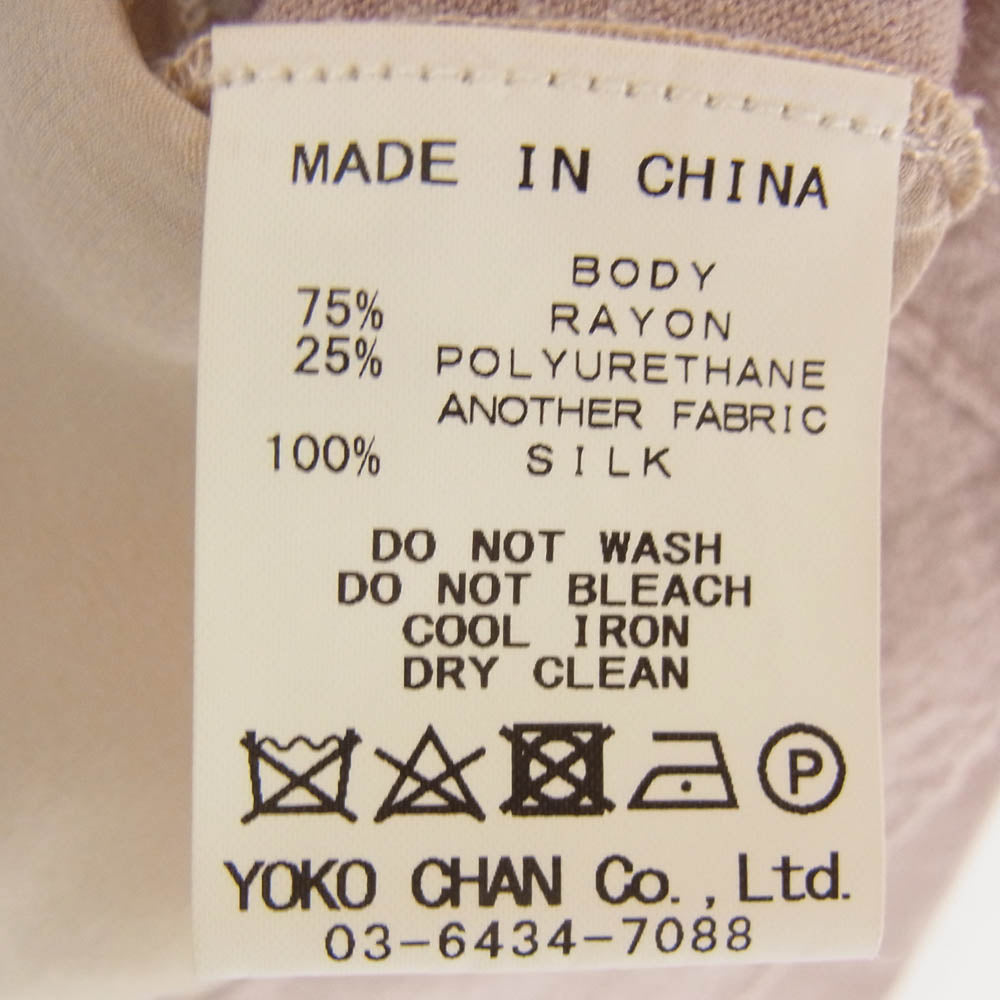 MADE IN CHINA
BODY
75% RAYON
25% POLYURETHANE
ANOTHER FABRIC
100% SILK
DO NOT WASH
DO NOT BLEACH
COOL IRON
DRY CLEAN
P
YOKO CHAN Co.,Ltd.
03-6434-7088